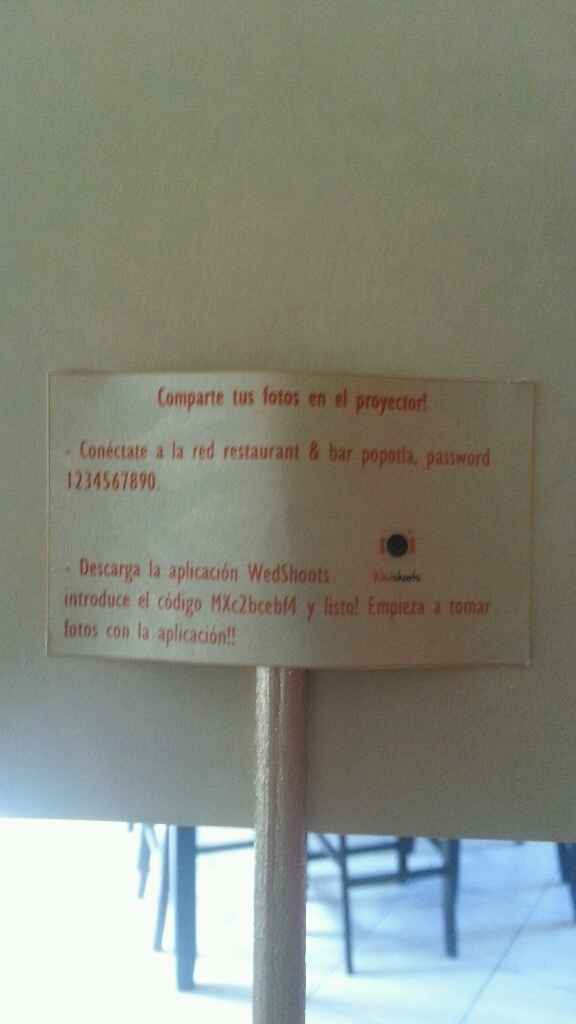 Comparte tus fotos en el proyector!
- Conéctate a la red restaurant & bar popotla, password
1234567890.
- Descarga la aplicación WedShoots
introduce el código MXc2bcebf4 y listo! Empieza a tomar
fotos con la aplicación!!